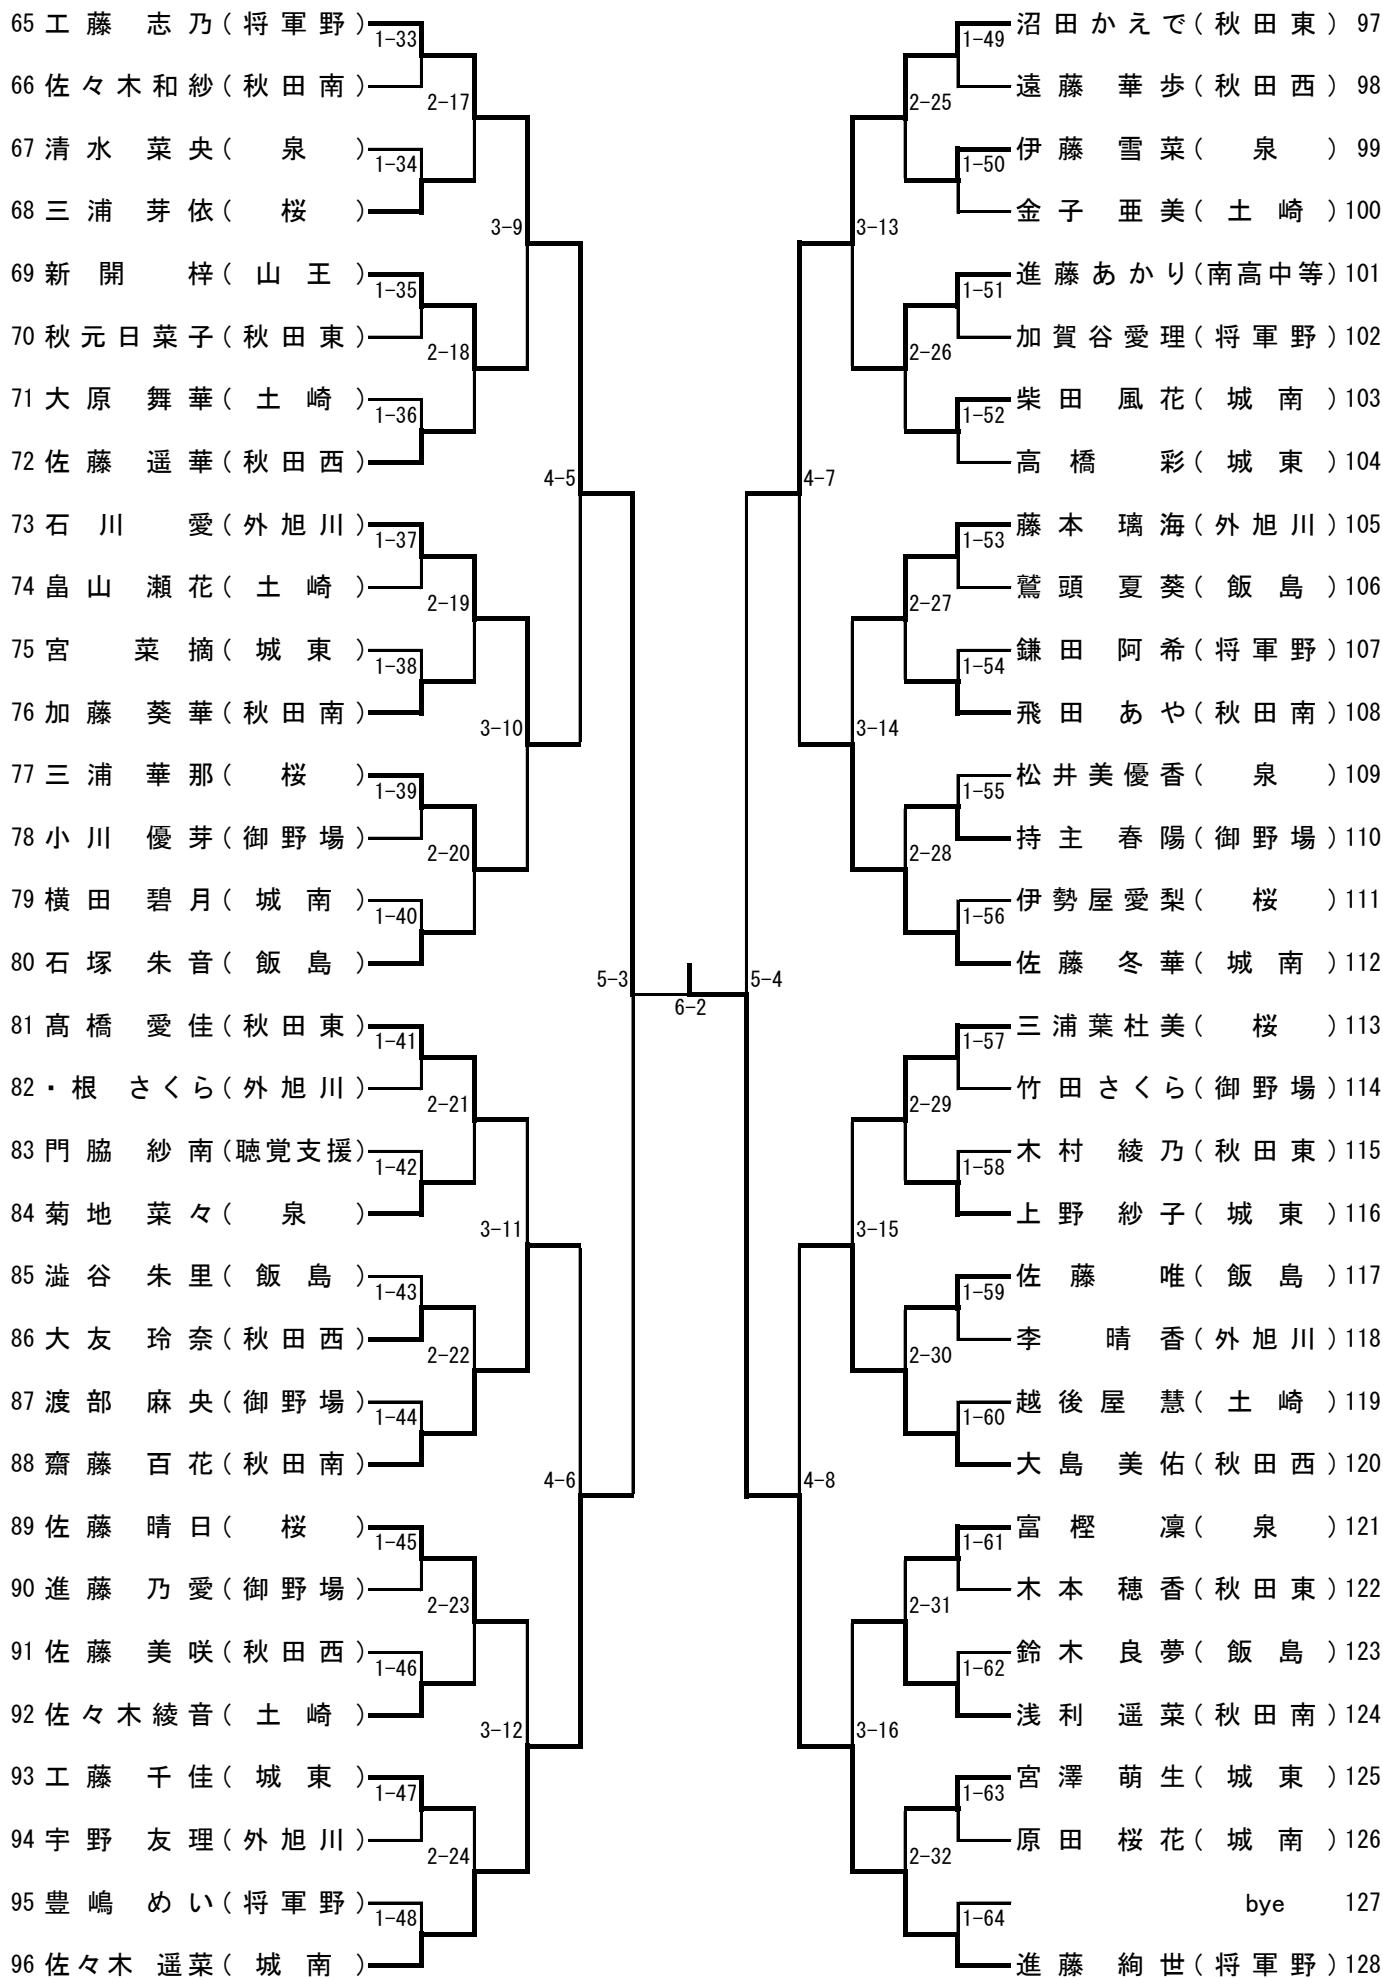 65 工藤 志乃(将軍野)
1-33
66 佐々木和紗(秋田南)
2-17
67 清水 菜央(泉)
1-34
68 三浦 芽依(桜)
3-9
69 新開 梓(山王)
1-35
70 秋元日菜子(秋田東)
2-18
71 大原 舞華(土崎)
1-36
72 佐藤 遥華(秋田西)
4-5
73 石川 愛(外旭川)
1-37
74 畠山 瀬花(土崎)
2-19
75 宮 菜摘(城東)
1-38
76 加藤 葵華(秋田南)
3-10
77 三浦 華那(桜)
1-39
78 小川 優芽(御野場)
2-20
79 横田 碧月(城南)
1-40
80 石塚 朱音(飯島)
5-3
81 髙橋 愛佳(秋田東)
1-41
82 ・根 さくら(外旭川)
2-21
83 門脇 紗南(聴覚支援)
1-42
84 菊地 菜々(泉)
3-11
85 澁谷 朱里(飯島)
1-43
86 大友 玲奈(秋田西)
2-22
87 渡部 麻央(御野場)
1-44
88 齋藤 百花(秋田南)
4-6
89 佐藤 晴日(桜)
1-45
90 進藤 乃愛(御野場)
2-23
91 佐藤 美咲(秋田西)
1-46
92 佐々木綾音(土崎)
3-12
93 工藤 千佳(城東)
1-47
94 宇野 友理(外旭川)
2-24
95 豊嶋 めい(将軍野)
1-48
96 佐々木 遥菜(城南)
6-2
沼田かえで(秋田東) 97
1-49
遠藤 華歩(秋田西) 98
2-25
伊藤 雪菜(泉) 99
1-50
金子 亜美(土崎)100
3-13
進藤あかり(南高中等)101
1-51
加賀谷愛理(将軍野)102
2-26
柴田 風花(城南)103
1-52
高橋 彩(城東)104
4-7
藤本 璃海(外旭川)105
1-53
鷲頭 夏葵(飯島)106
2-27
鎌田 阿希(将軍野)107
1-54
飛田 あや(秋田南)108
3-14
松井美優香(泉)109
1-55
持主 春陽(御野場)110
2-28
伊勢屋愛梨(桜)111
1-56
佐藤 冬華(城南)112
5-4
三浦葉杜美(桜)113
1-57
竹田さくら(御野場)114
2-29
木村 綾乃(秋田東)115
1-58
上野 紗子(城東)116
3-15
佐藤 唯(飯島)117
1-59
李 晴香(外旭川)118
2-30
越後屋 慧(土崎)119
1-60
大島 美佑(秋田西)120
4-8
富樫 凜(泉)121
1-61
木本 穂香(秋田東)122
2-31
鈴木 良夢(飯島)123
1-62
浅利 遥菜(秋田南)124
3-16
宮澤 萌生(城東)125
1-63
原田 桜花(城南)126
2-32
bye 127
1-64
進藤 絢世(将軍野)128